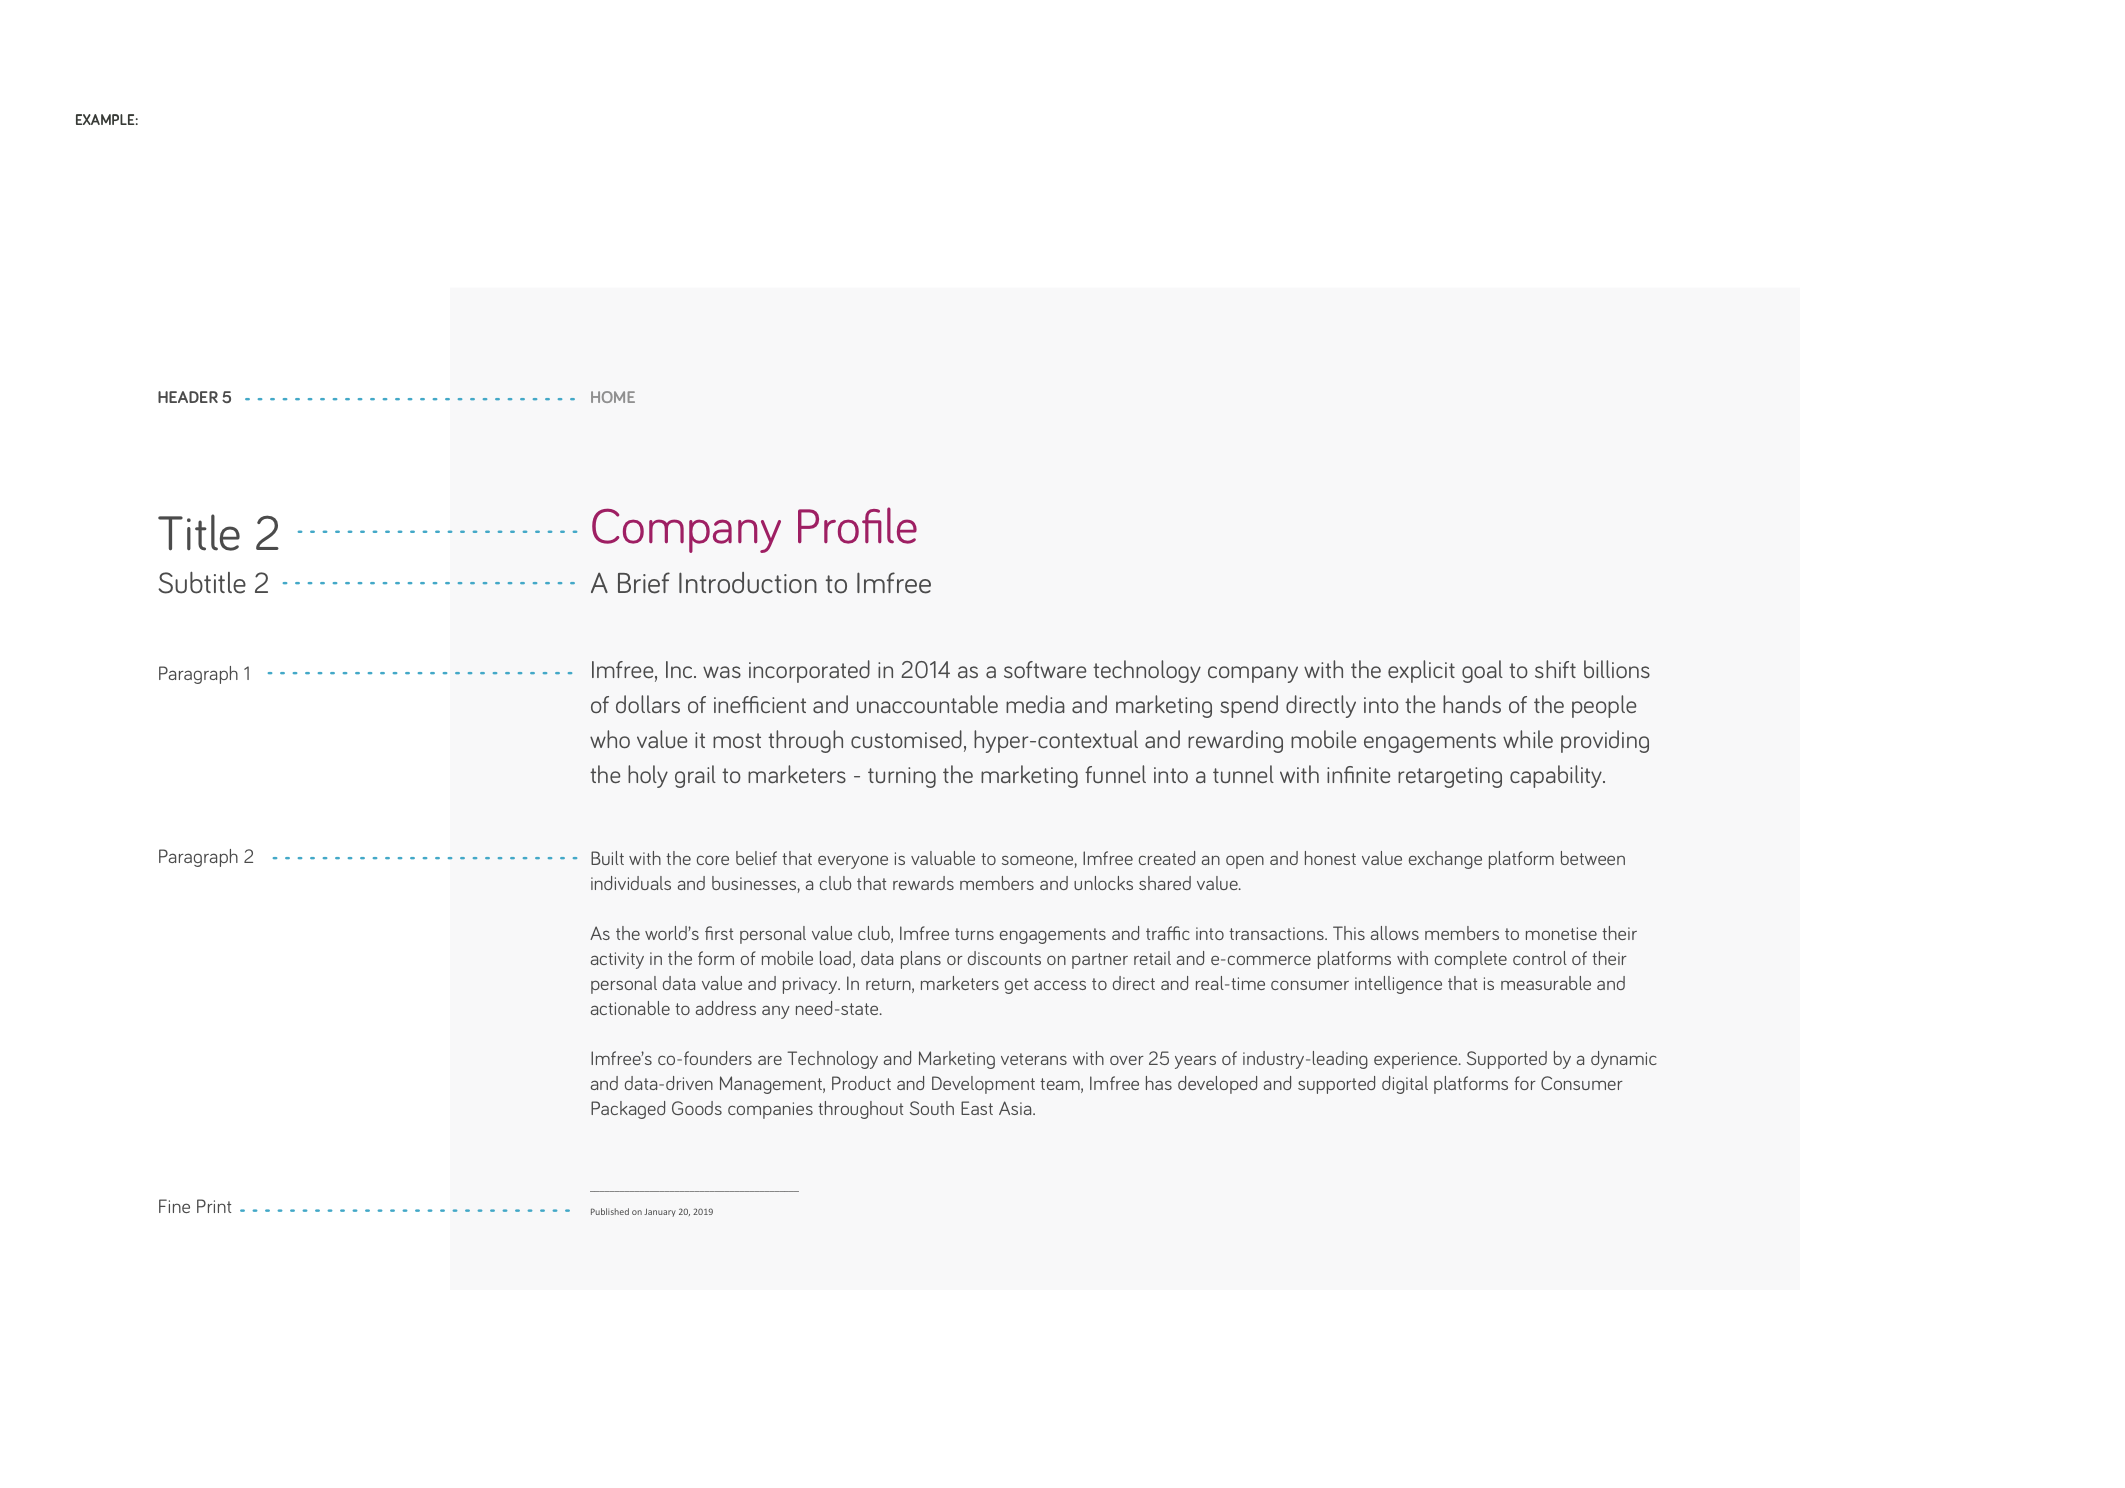 EXAMPLE:
HEADER 5
HOME
Title 2
Company Profile
Subtitle 2
A Brief Introduction to Imfree
Paragraph 1
Imfree, Inc. was incorporated in 2014 as a software technology company with the explicit goal to shift billions
of dollars of inefficient and unaccountable media and marketing spend directly into the hands of the people
who value it most through customised, hyper-contextual and rewarding mobile engagements while providing
the holy grail to marketers - turning the marketing funnel into a tunnel with infinite retargeting capability.
Paragraph 2
Built with the core belief that everyone is valuable to someone, Imfree created an open and honest value exchange platform between
individuals and businesses, a club that rewards members and unlocks shared value.
As the world’s first personal value club, Imfree turns engagements and traffic into transactions. This allows members to monetise their
activity in the form of mobile load, data plans or discounts on partner retail and e-commerce platforms with complete control of their
personal data value and privacy. In return, marketers get access to direct and real-time consumer intelligence that is measurable and
actionable to address any need-state.
Imfree’s co-founders are Technology and Marketing veterans with over 25 years of industry-leading experience. Supported by a dynamic
and data-driven Management, Product and Development team, Imfree has developed and supported digital platforms for Consumer
Packaged Goods companies throughout South East Asia.
Fine Print
Published on January 20, 2019